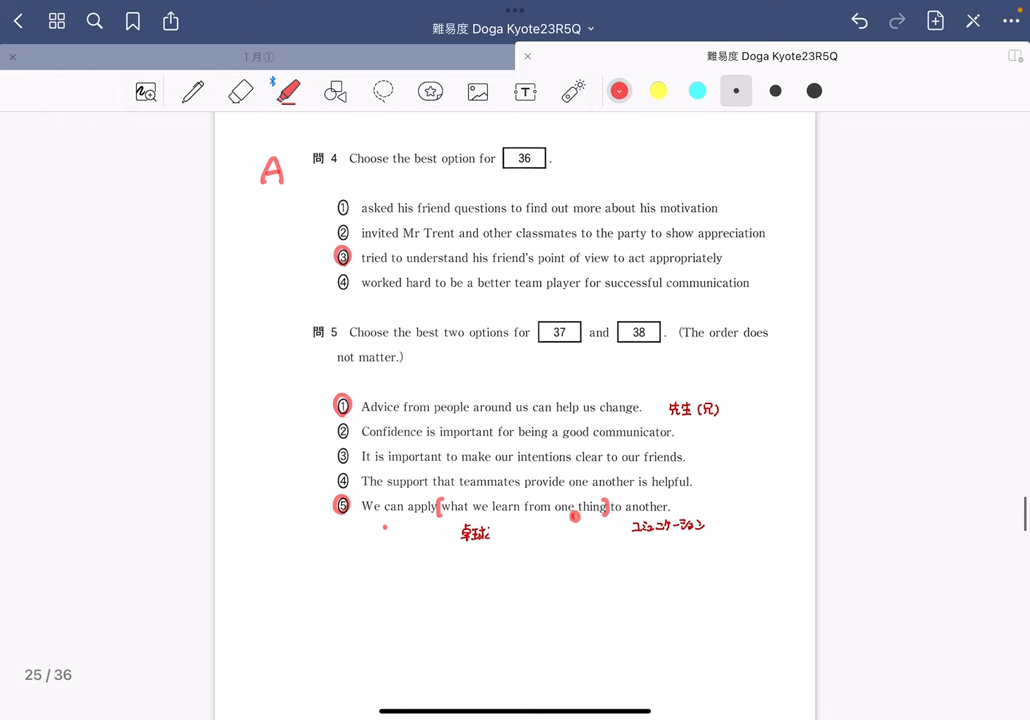 難易度 Doga Kyote23R5Q
1月①
難易度 Doga Kyote23R5Q
A
問 4 Choose the best option for 36 .
① asked his friend questions to find out more about his motivation
② invited Mr Trent and other classmates to the party to show appreciation
③ tried to understand his friend's point of view to act appropriately
④ worked hard to be a better team player for successful communication
問 5 Choose the best two options for 37 and 38 . (The order does
not matter.)
① Advice from people around us can help us change. 先生(兄)
② Confidence is important for being a good communicator.
③ It is important to make our intentions clear to our friends.
④ The support that teammates provide one another is helpful.
⑤ We can apply [what we learn from one thing] to another.
卓球 コミュニケーション
25 / 36